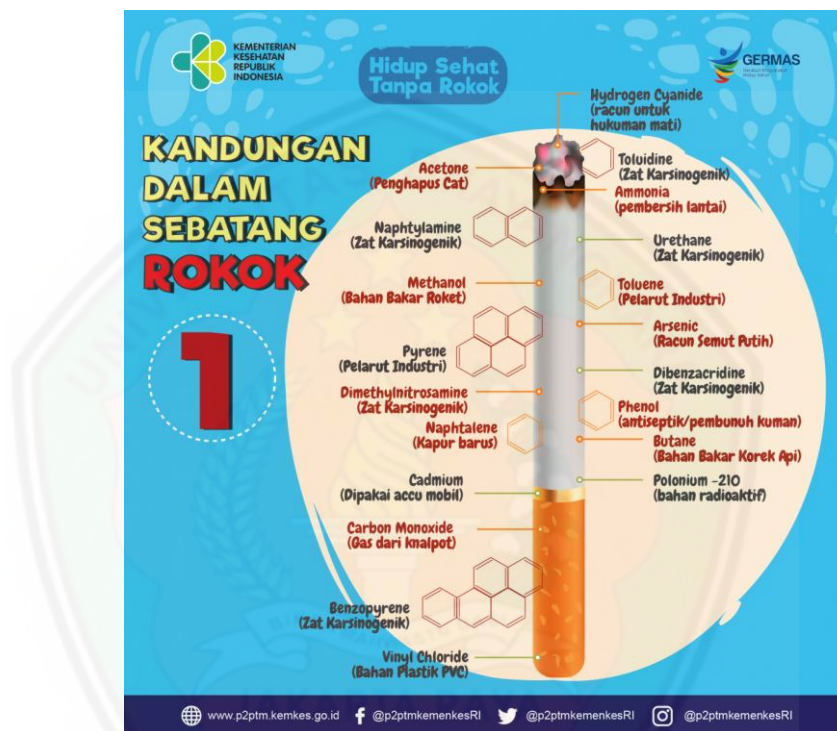 KEMENTERIAN
KESEHATAN
REPUBLIK
INDONESIA
Hidup Sehat
Tanpa Rokok
GERMAS
KANDUNGAN
DALAM
SEBATANG
ROKOK
1
Hydrogen Cyanide
(racun untuk
hukuman mati)
Acetone
(Penghapus Cat)
Toluidine
(Zat Karsinogenik)
Ammonia
(pembersih lantai)
Naphtylamine
(Zat Karsinogenik)
Urethane
(Zat Karsinogenik)
Methanol
(Bahan Bakar Roket)
Toluene
(Pelarut Industri)
Arsenic
(Racun Semut Putih)
Pyrene
(Pelarut Industri)
Dibenzacridine
(Zat Karsinogenik)
Dimethylnitrosamine
(Zat Karsinogenik)
Phenol
(antiseptik/pembunuh kuman)
Naphtalene
(Kapur barus)
Butane
(Bahan Bakar Korek Api)
Cadmium
(Dipakai accu mobil)
Polonium -210
(bahan radioaktif)
Carbon Monoxide
(Gas dari knalpot)
Benzopyrene
(Zat Karsinogenik)
Vinyl Chloride
(Bahan Plastik PVC)
www.p2ptm.kemkes.go.id
@p2ptmkemenkesRI
@p2ptmkemenkesRI
@p2ptmkemenkesRI